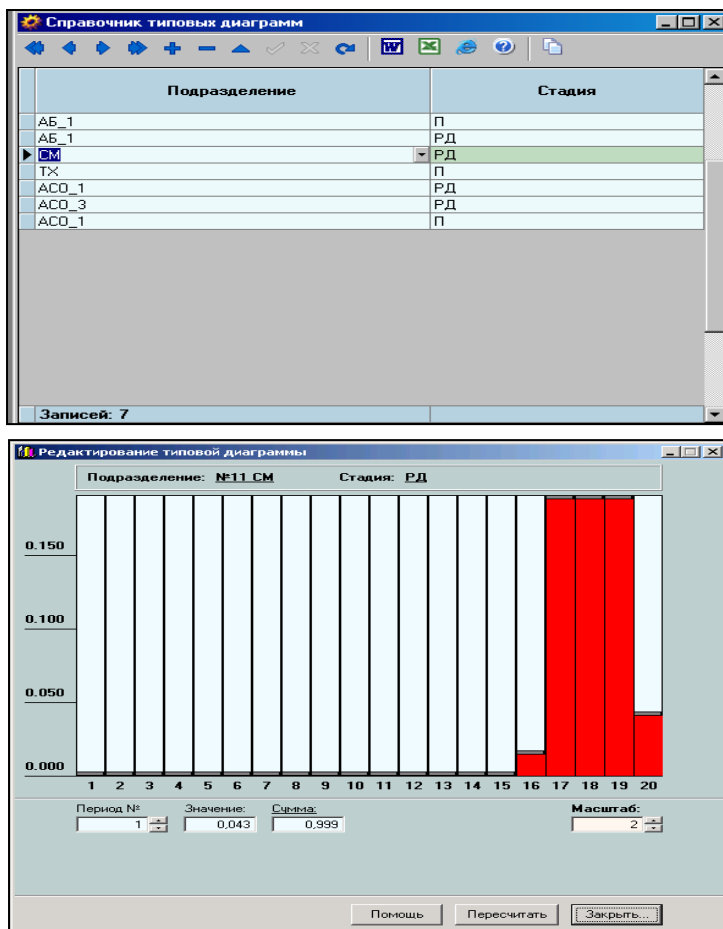 Справочник типовых диаграмм
Подразделение Стадия
АБ_1 П
АБ_1 РД
СМ РД
ТХ П
АСО_1 РД
АСО_3 РД
АСО_1 П
Записей: 7
Редактирование типовой диаграммы
Подразделение: №11 СМ Стадия: РД
0.150
0.100
0.050
0.000
1 2 3 4 5 6 7 8 9 10 11 12 13 14 15 16 17 18 19 20
Период № Значение: Сумма: Масштаб:
1 0,043 0,999 2
Помощь Пересчитать Закрыть...